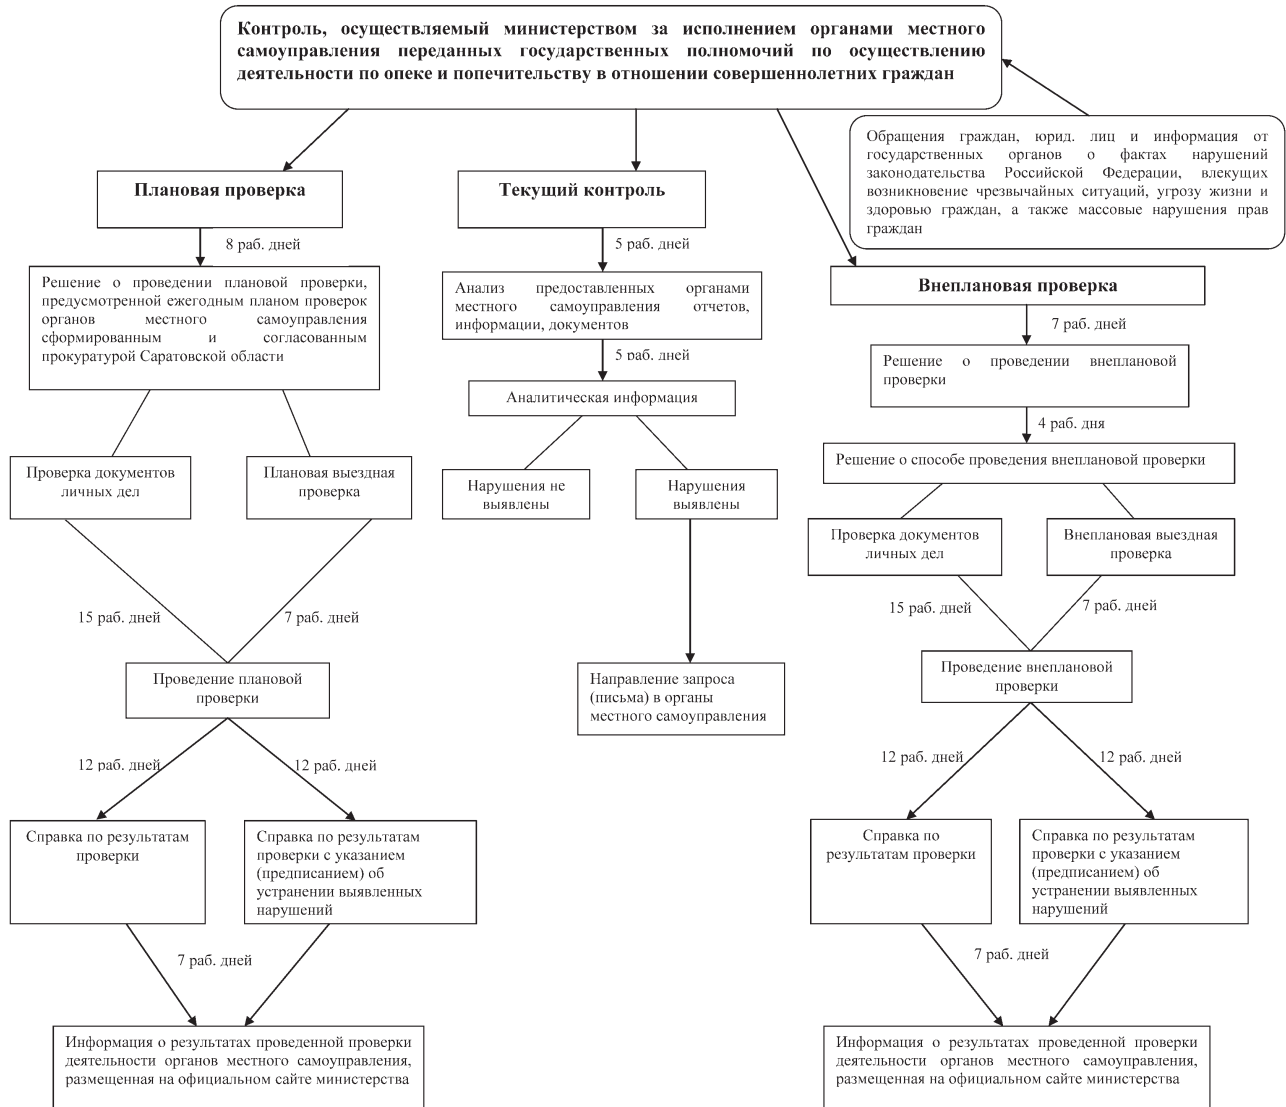 Контроль, осуществляемый министерством за исполнением органами местного
самоуправления переданных государственных полномочий по осуществлению
деятельности по опеке и попечительству в отношении совершеннолетних граждан
Обращения граждан, юрид. лиц и информация от
государственных органов о фактах нарушений
законодательства Российской Федерации, влекущих
возникновение чрезвычайных ситуаций, угрозу жизни и
здоровью граждан, а также массовые нарушения прав
граждан
Плановая проверка
8 раб. дней
Решение о проведении плановой проверки,
предусмотренной ежегодным планом проверок
органов местного самоуправления
сформированным и согласованным
прокуратурой Саратовской области
Проверка документов
личных дел
Плановая выездная
проверка
15 раб. дней
7 раб. дней
Проведение плановой
проверки
12 раб. дней
12 раб. дней
Справка по результатам
проверки
Справка по результатам
проверки с указанием
(предписанием) об
устранении выявленных
нарушений
7 раб. дней
Информация о результатах проведенной проверки
деятельности органов местного самоуправления,
размещенная на официальном сайте министерства
Текущий контроль
5 раб. дней
Анализ предоставленных органами
местного самоуправления отчетов,
информации, документов
5 раб. дней
Аналитическая информация
Нарушения не
выявлены
Нарушения
выявлены
Направление запроса
(письма) в органы
местного самоуправления
Внеплановая проверка
7 раб. дней
Решение о проведении внеплановой
проверки
4 раб. дня
Решение о способе проведения внеплановой проверки
Проверка документов
личных дел
Внеплановая выездная
проверка
15 раб. дней
7 раб. дней
Проведение внеплановой
проверки
12 раб. дней
12 раб. дней
Справка по
результатам проверки
Справка по результатам
проверки с указанием
(предписанием) об
устранении выявленных
нарушений
7 раб. дней
Информация о результатах проведенной проверки
деятельности органов местного самоуправления,
размещенная на официальном сайте министерства